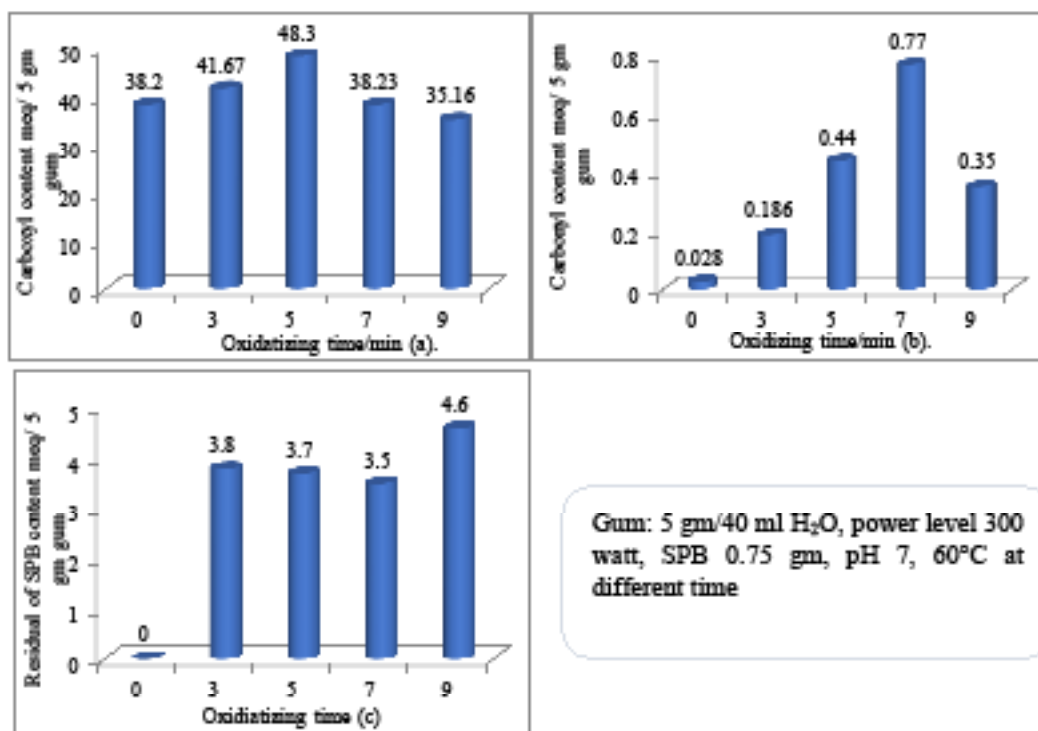 Carboxyl content meq/ 5 gm
gum
50
40
30
20
10
0
38.2
41.67
48.3
38.23
35.16
0 3 5 7 9
Oxidatizing time/min (a).
Carbonyl content meq/ 5 gm
gum
0.8
0.6
0.4
0.2
0
0.028
0.186
0.44
0.77
0.35
0 3 5 7 9
Oxidizing time/min (b).
Residual of SPB content meq/ 5
gm gum
5
4
3
2
1
0
0
3.8
3.7
3.5
4.6
0 3 5 7 9
Oxidiatizing time (c)
Gum: 5 gm/40 ml H₂O, power level 300
watt, SPB 0.75 gm, pH 7, 60°C at
different time